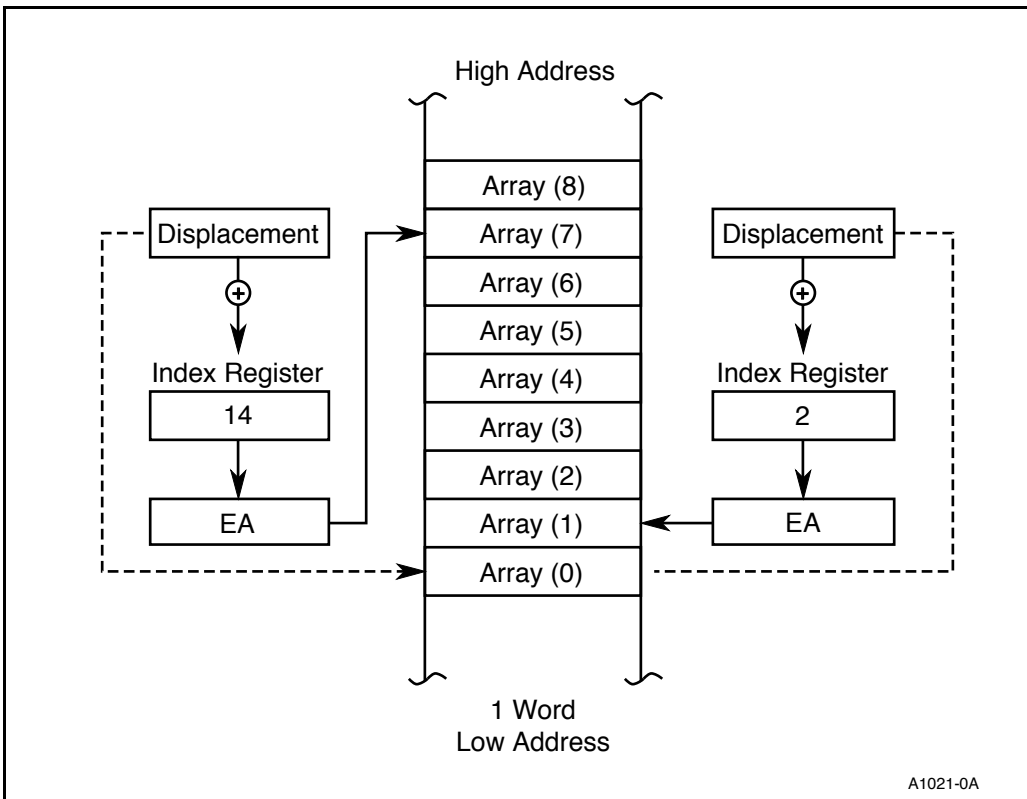 High Address
Array (8)
Displacement
Array (7)
Displacement
Array (6)
+
+
Array (5)
Index Register
Array (4)
Index Register
14
Array (3)
2
Array (2)
EA
Array (1)
EA
Array (0)
1 Word
Low Address
A1021-0A